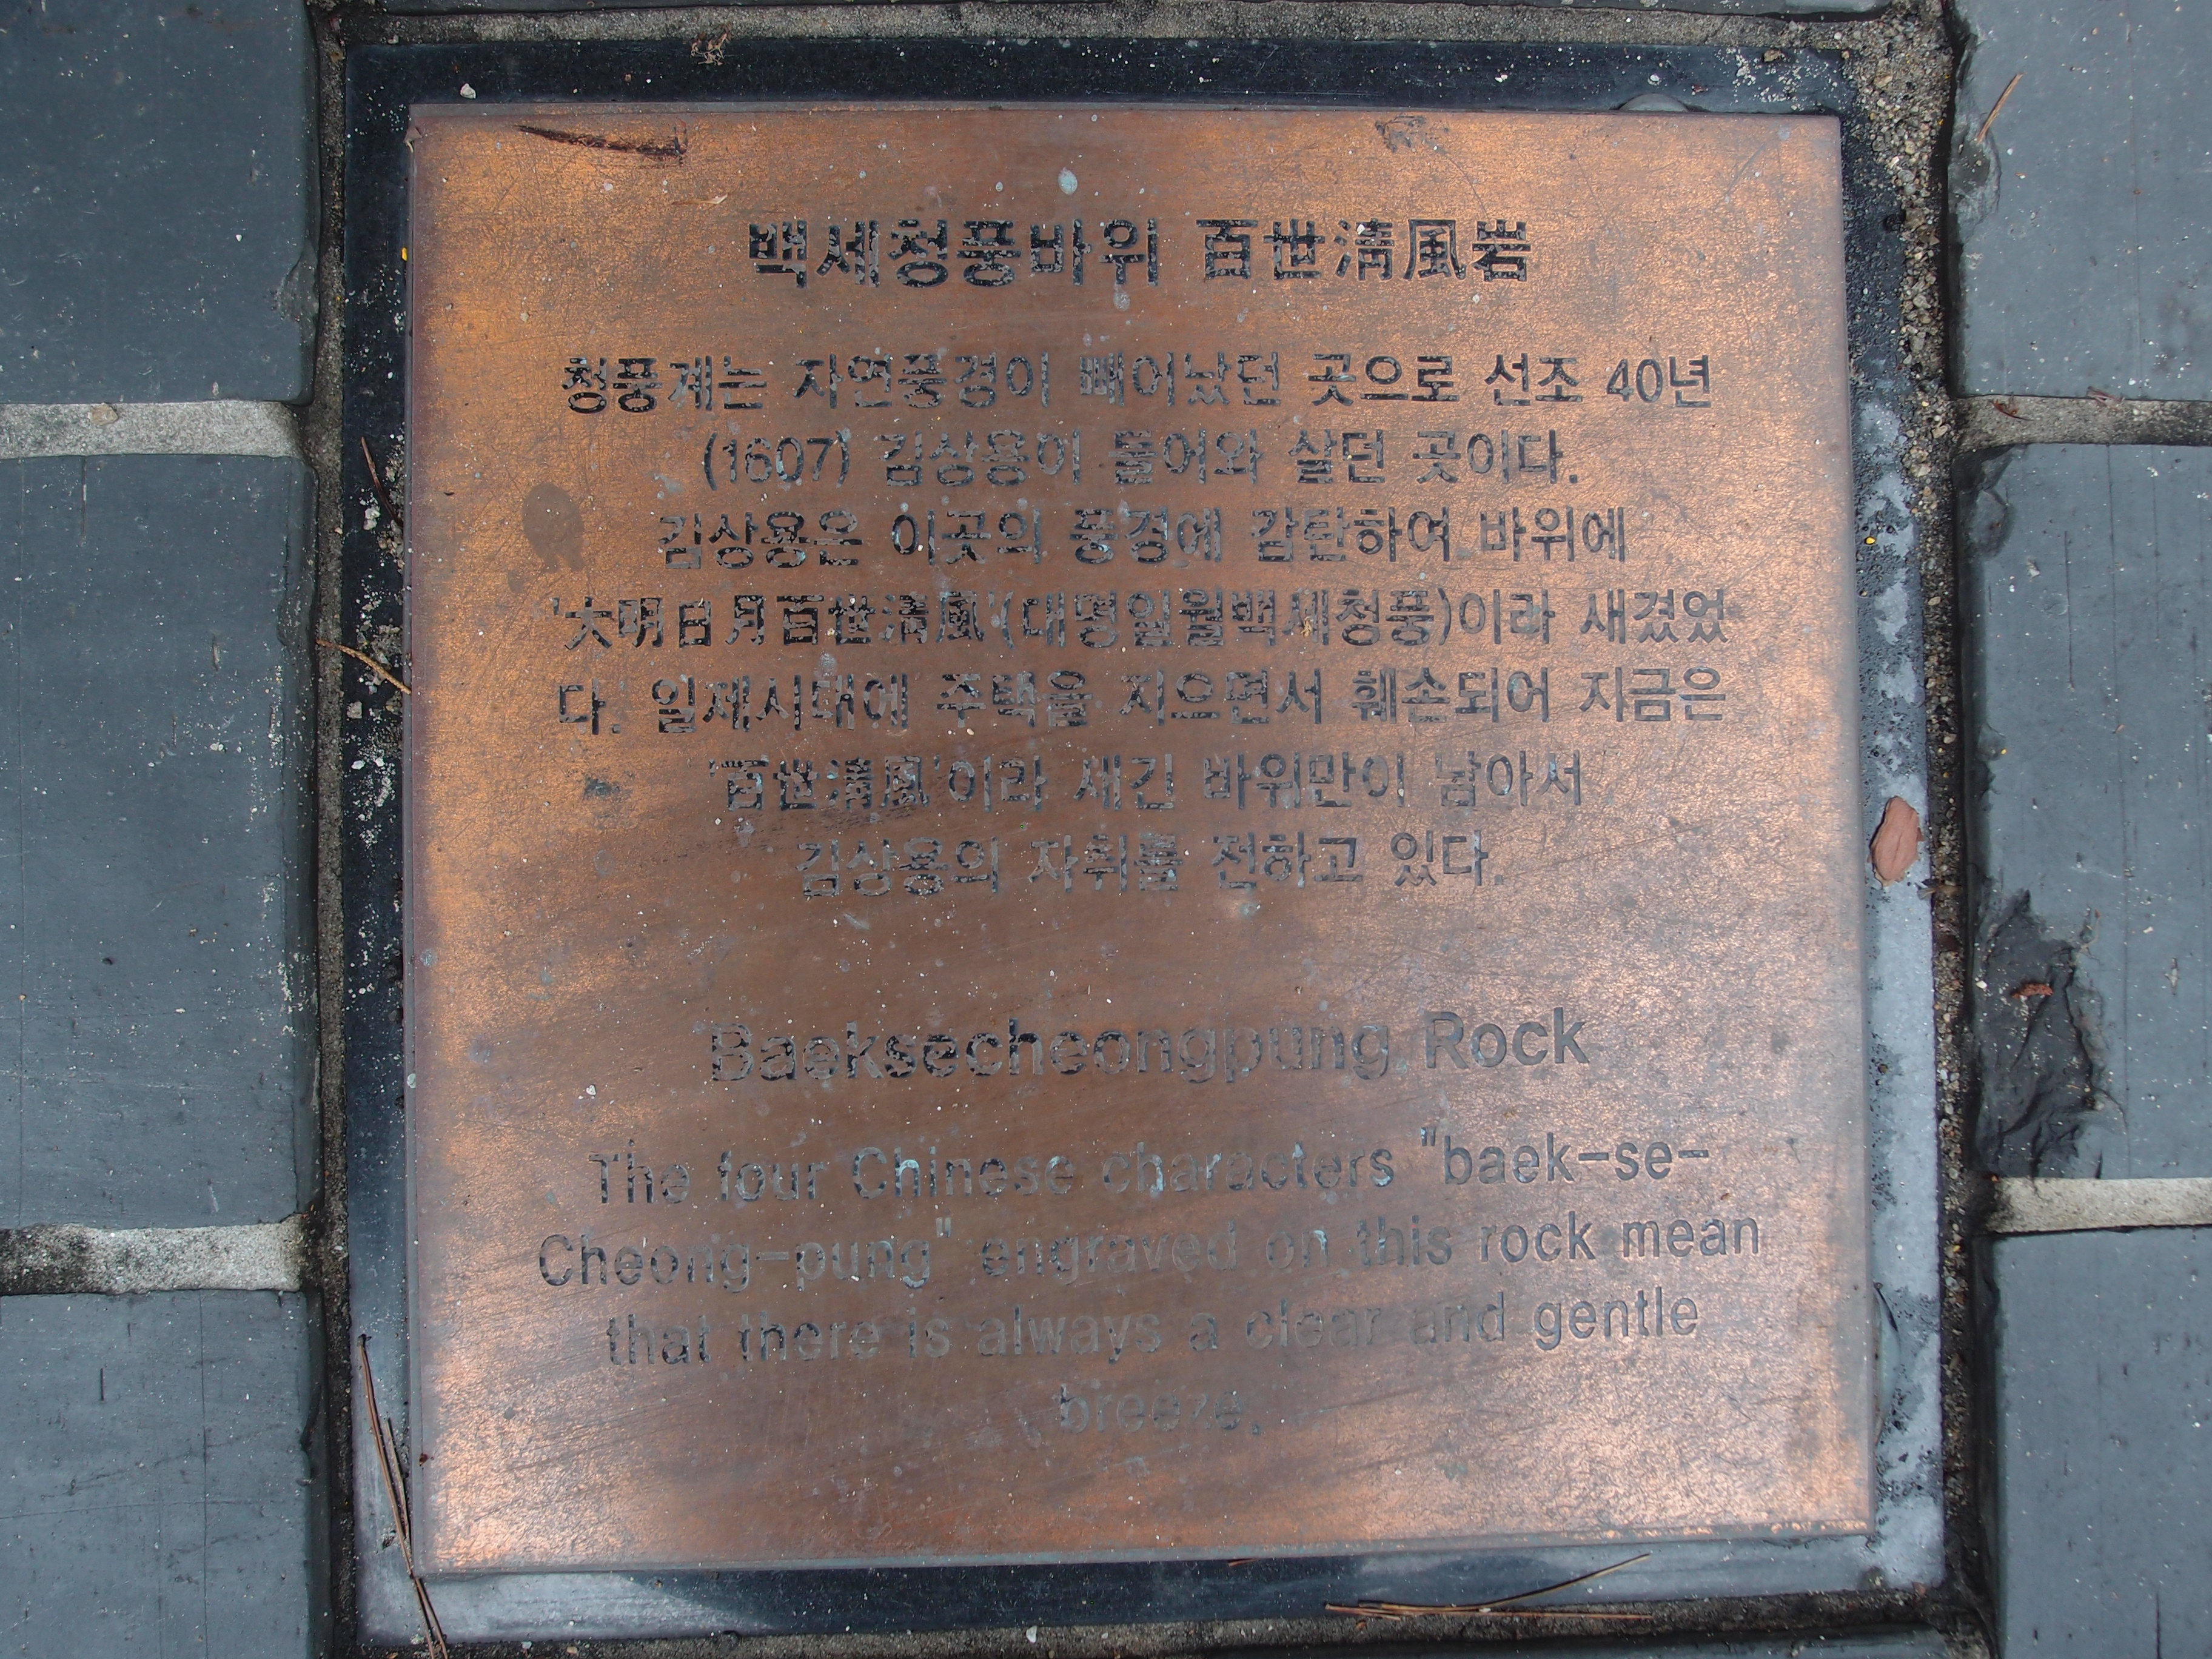 백세청풍바위 百世淸風岩
청풍계는 자연풍경이 빼어났던 곳으로 선조 40년
(1607) 김상용이 들어와 살던 곳이다.
김상용은 이곳의 풍경에 감탄하여 바위에
'大明日月百世淸風'(대명일월백세청풍)이라 새겼었
다. 일제시대에 주택을 지으면서 훼손되어 지금은
'百世淸風'이라 새긴 바위만이 남아서
김상용의 자취를 전하고 있다.
Baeksecheongpung Rock
The four Chinese characters "baek-se-
Cheong-pung" engraved on this rock mean
that there is always a clear and gentle
breeze.